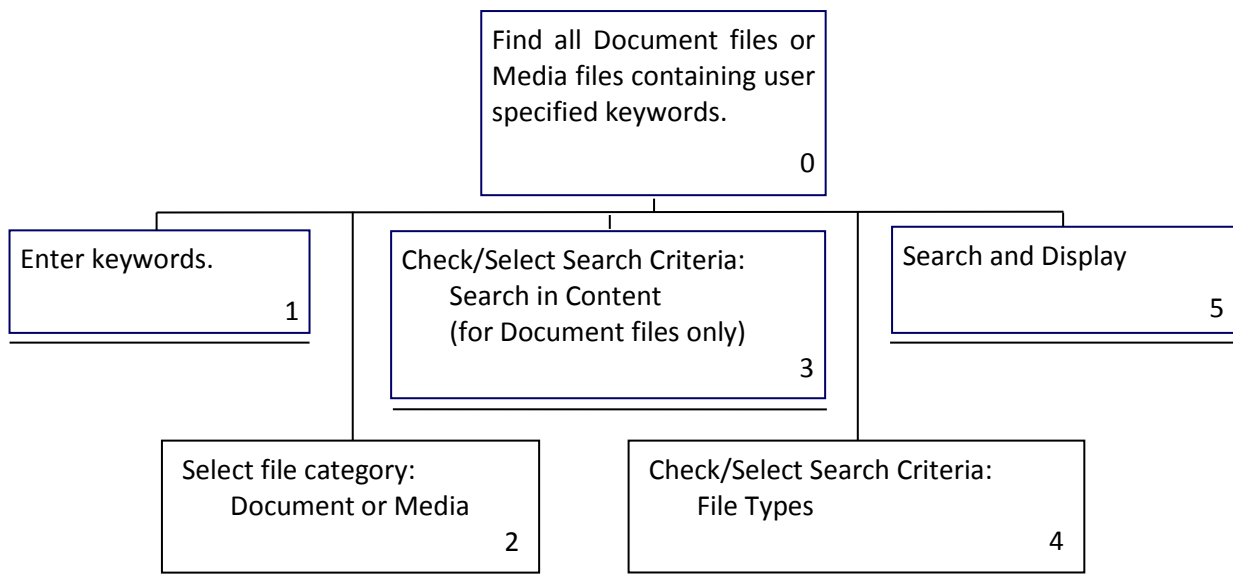 Find all Document files or
Media files containing user
specified keywords.
0
Enter keywords.
1
Select file category:
Document or Media
2
Check/Select Search Criteria:
Search in Content
(for Document files only)
3
Check/Select Search Criteria:
File Types
4
Search and Display
5